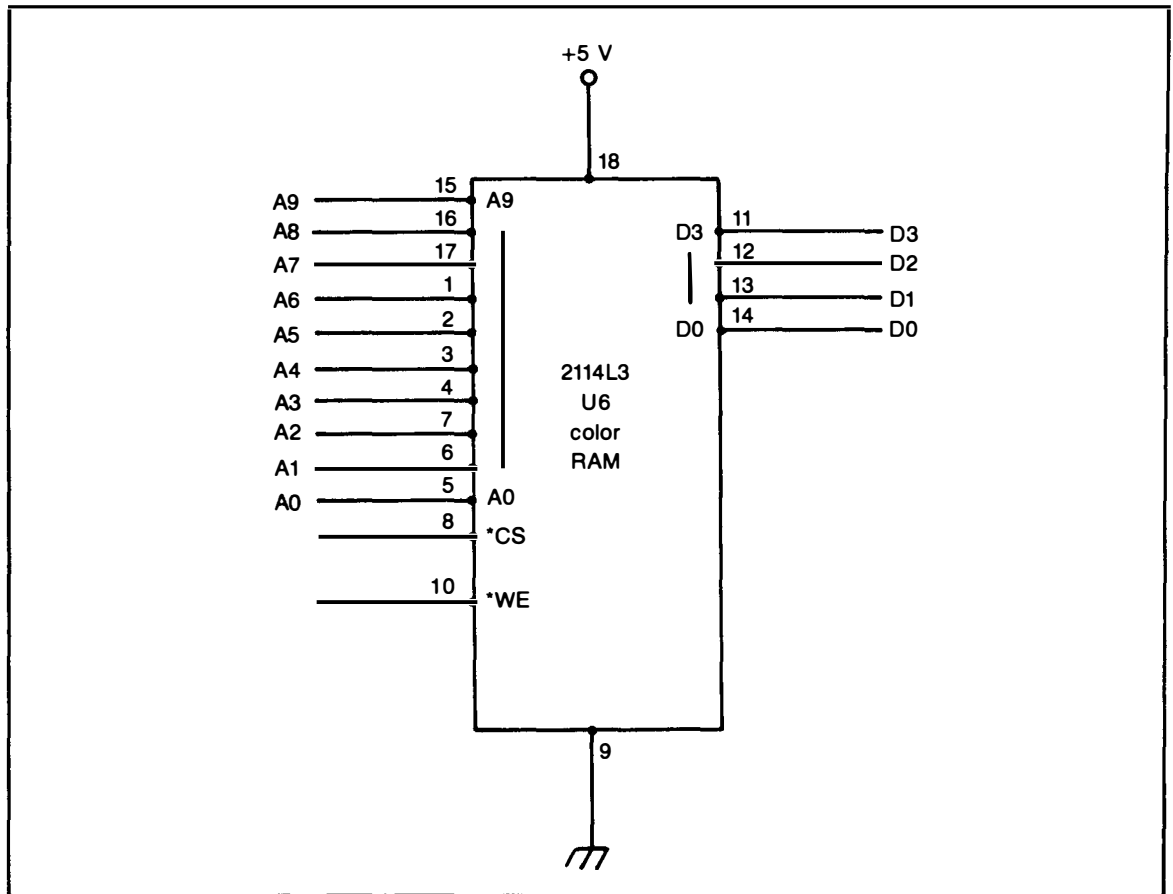 +5 V
18
A9 15 A9
A8 16
A7 17
A6 1
A5 2
A4 3
A3 4
A2 7
A1 6
A0 5 A0
8 *CS
10 *WE
D3 11 D3
12 D2
13 D1
D0 14 D0
2114L3
U6
color
RAM
9